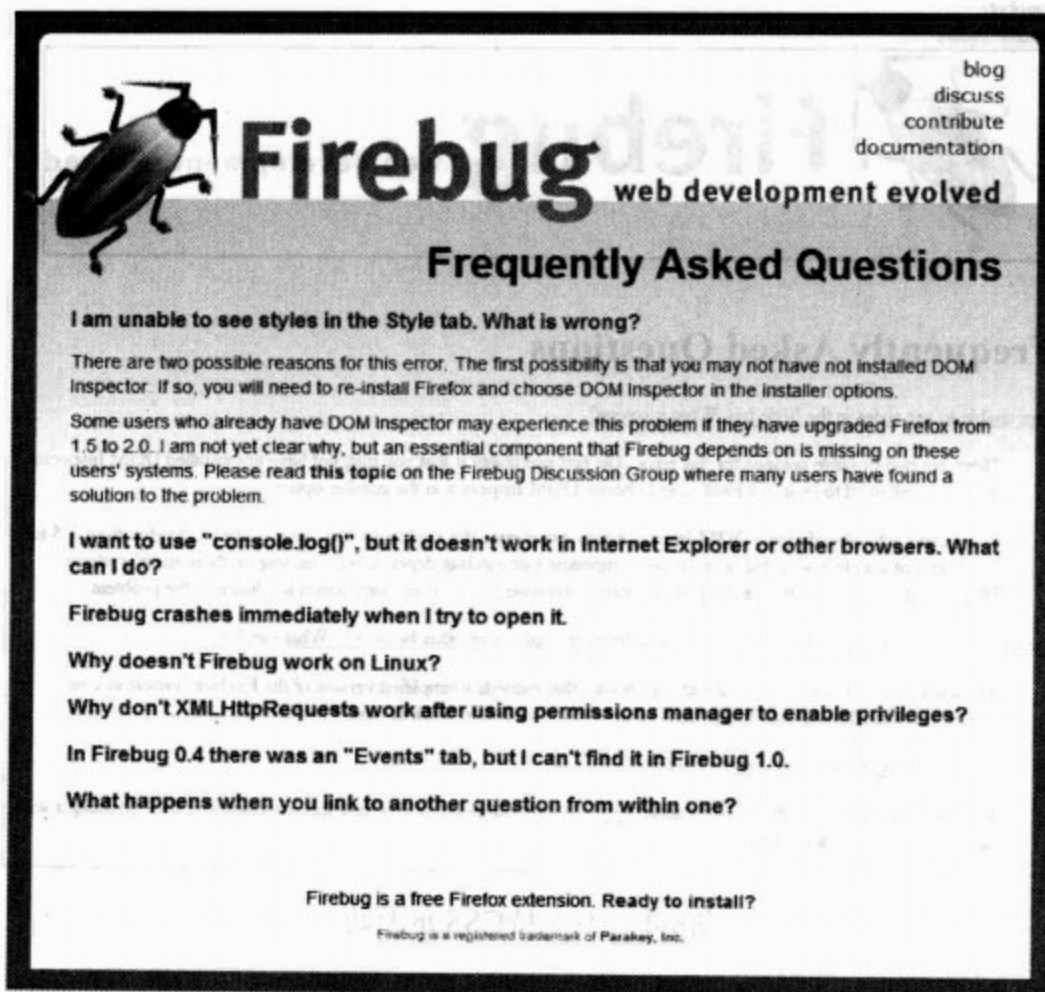 blog
discuss
contribute
documentation
Firebug
web development evolved
Frequently Asked Questions
I am unable to see styles in the Style tab. What is wrong?
There are two possible reasons for this error. The first possibility is that you may not have not installed DOM
Inspector. If so, you will need to re-install Firefox and choose DOM Inspector in the installer options.
Some users who already have DOM Inspector may experience this problem if they have upgraded Firefox from
1.5 to 2.0. I am not yet clear why, but an essential component that Firebug depends on is missing on these
users' systems. Please read this topic on the Firebug Discussion Group where many users have found a
solution to the problem.
I want to use "console.log()", but it doesn't work in Internet Explorer or other browsers. What
can I do?
Firebug crashes immediately when I try to open it.
Why doesn't Firebug work on Linux?
Why don't XMLHttpRequests work after using permissions manager to enable privileges?
In Firebug 0.4 there was an "Events" tab, but I can't find it in Firebug 1.0.
What happens when you link to another question from within one?
Firebug is a free Firefox extension. Ready to install?
Firebug is a registered trademark of Parakey, Inc.